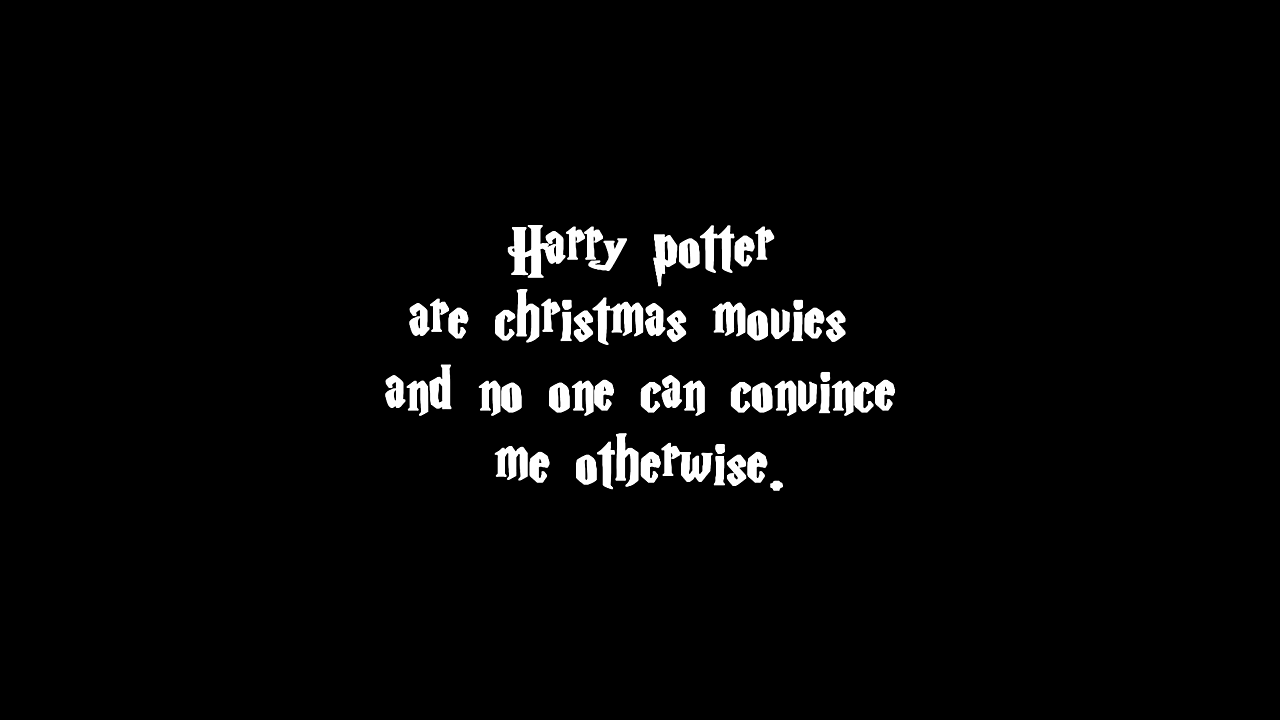 Harry potter
are christmas movies
and no one can convince
me otherwise.